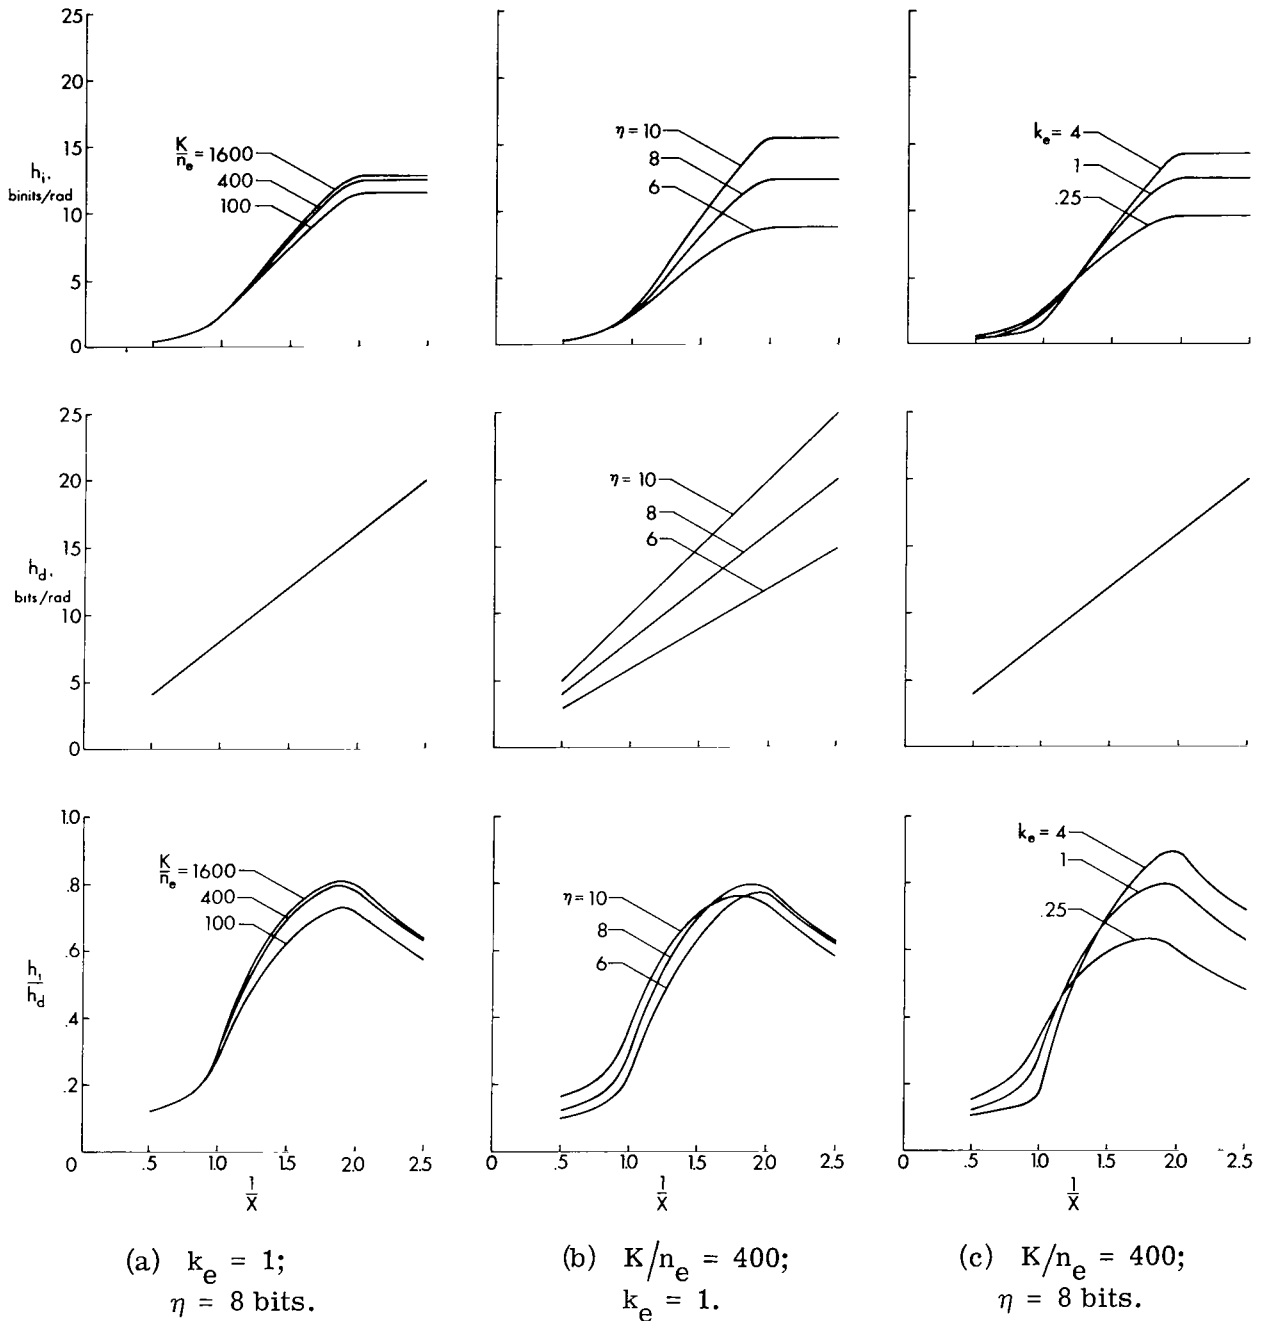 25
20
15
10
5
0
h_i,
binits/rad
K/n_e = 1600
400
100
η = 10
8
6
k_e = 4
1
.25
25
20
15
10
5
0
h_d,
bits/rad
η = 10
8
6
1.0
.8
.6
.4
.2
0
h_i/h_d
K/n_e = 1600
400
100
η = 10
8
6
k_e = 4
1
.25
.5 1.0 1.5 2.0 2.5
0 .5 1.0 1.5 2.0 2.5
0 .5 1.0 1.5 2.0 2.5
1/X
1/X
1/X
(a) k_e = 1;
η = 8 bits.
(b) K/n_e = 400;
k_e = 1.
(c) K/n_e = 400;
η = 8 bits.